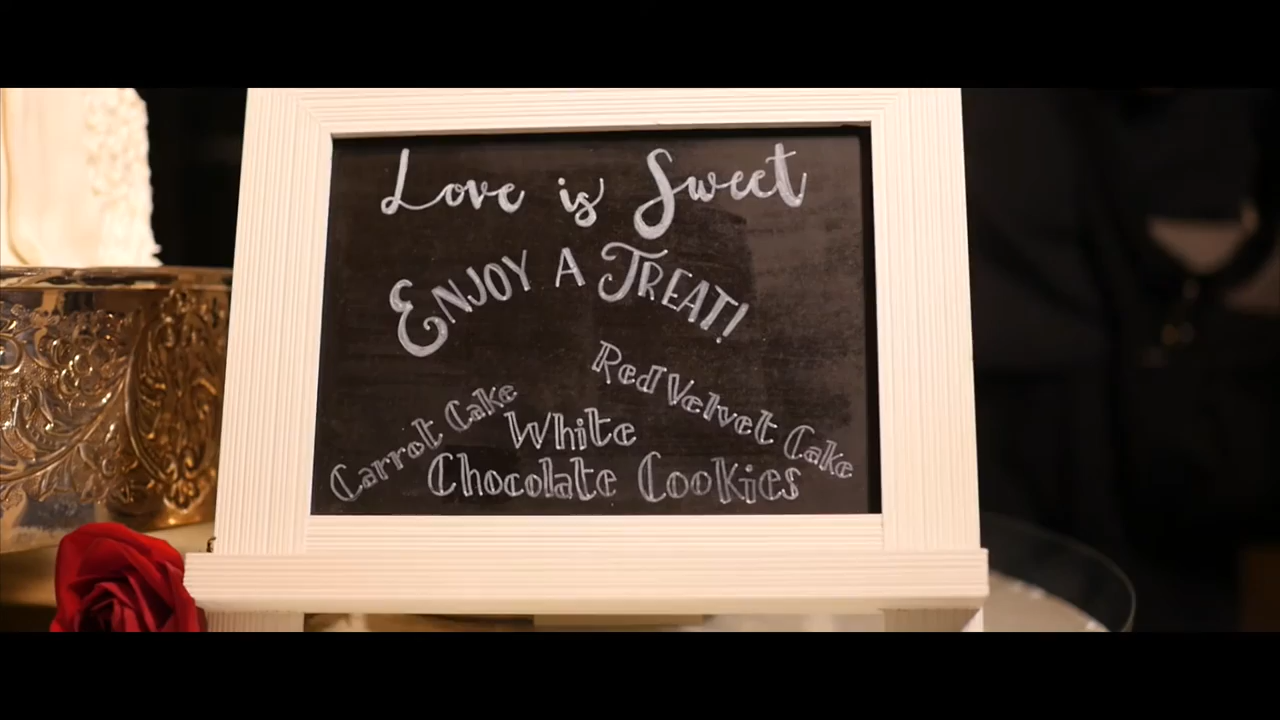 Love is Sweet
ENJOY A TREAT!
Red Velvet Cake
Carrot Cake
White
Chocolate Cookies